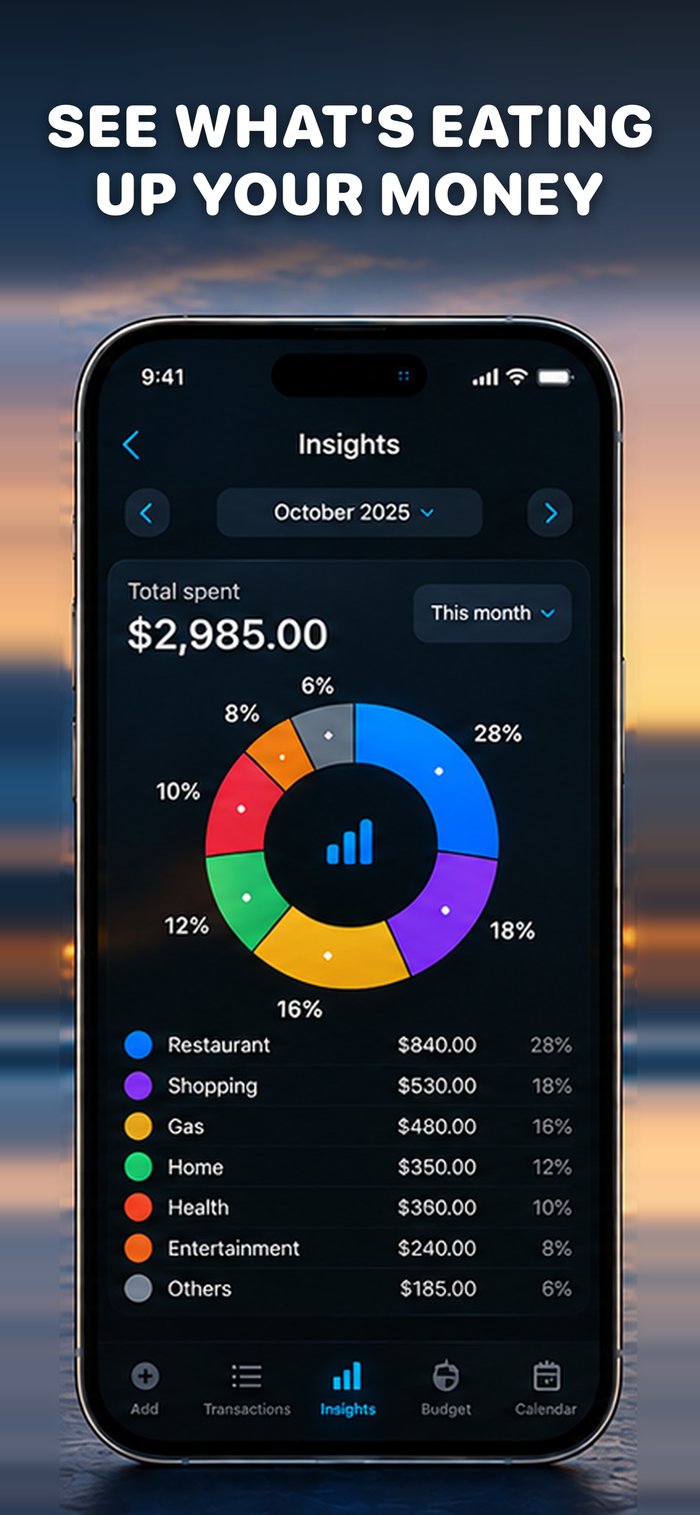 SEE WHAT'S EATING
UP YOUR MONEY
9:41
Insights
October 2025
Total spent
$2,985.00
This month
6%
8%
28%
10%
12%
18%
16%
Restaurant $840.00 28%
Shopping $530.00 18%
Gas $480.00 16%
Home $350.00 12%
Health $360.00 10%
Entertainment $240.00 8%
Others $185.00 6%
Add Transactions Insights Budget Calendar